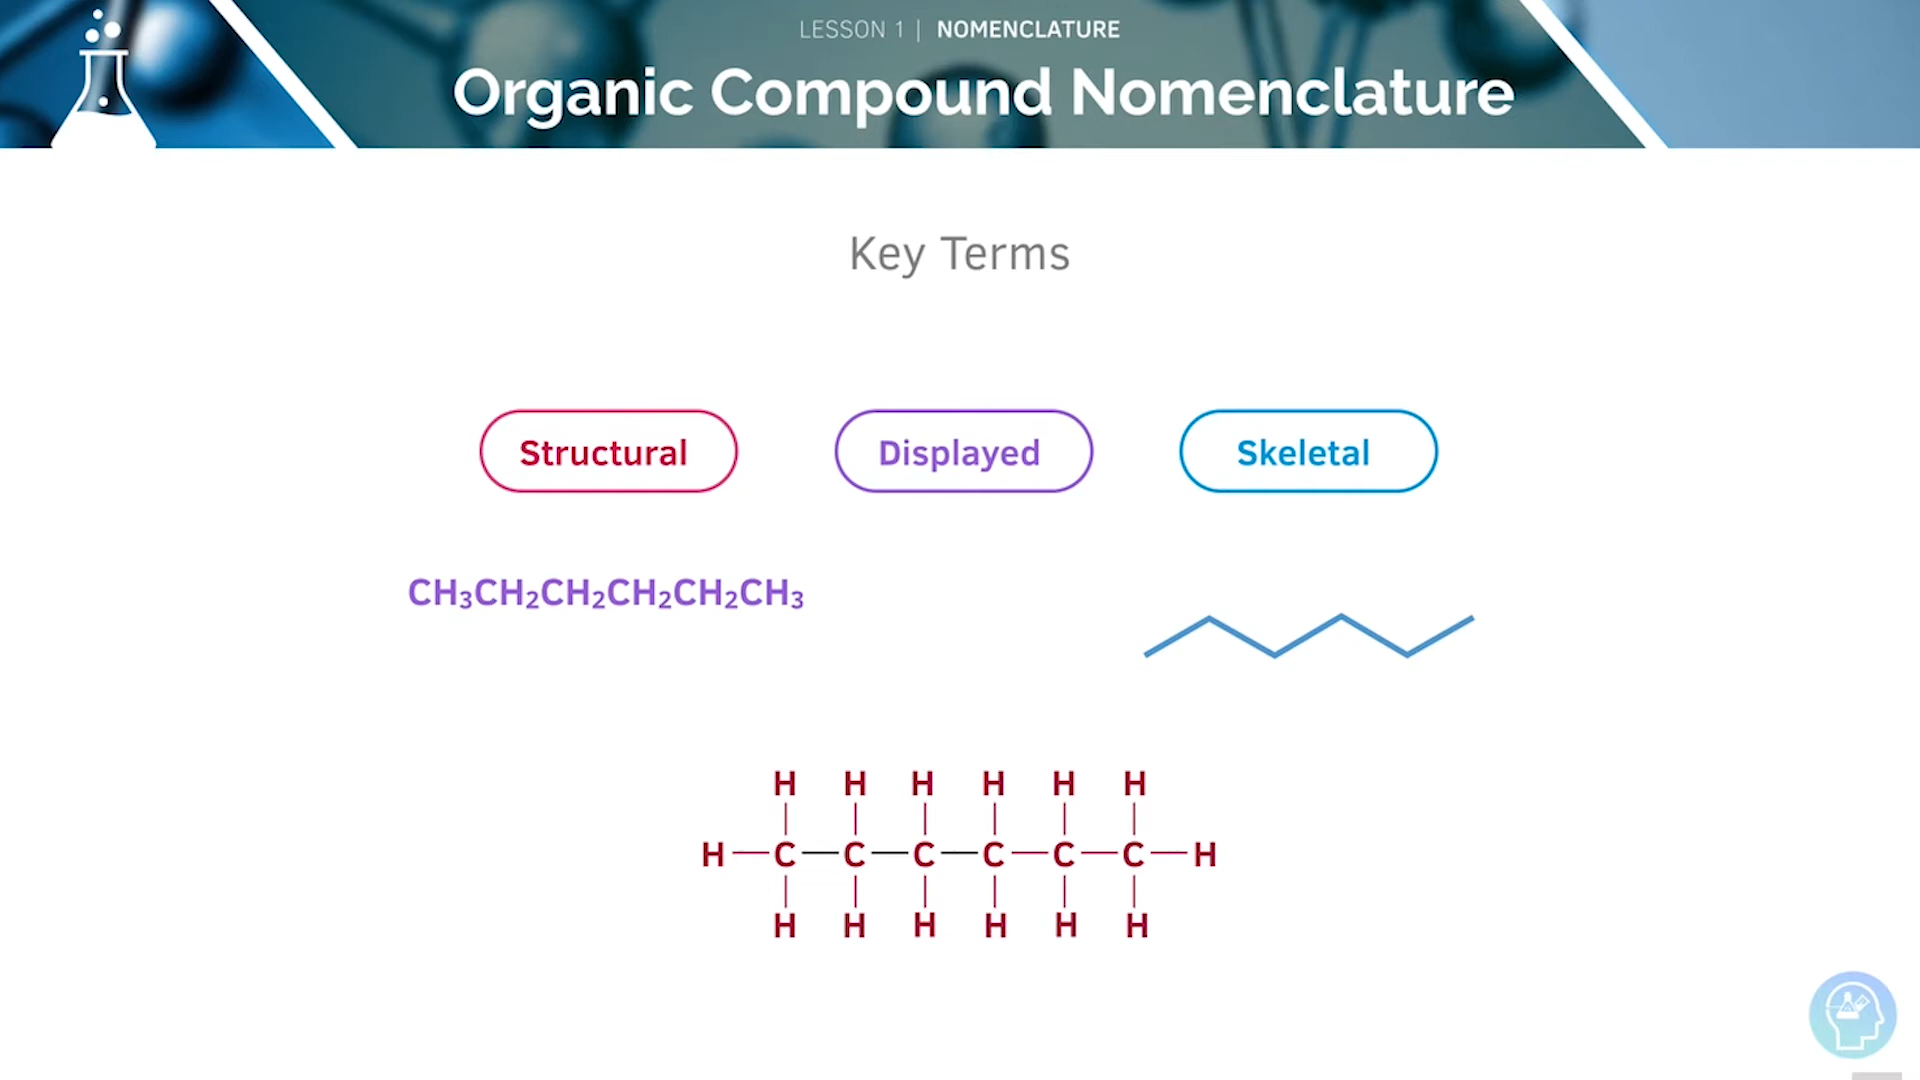 LESSON 1 | NOMENCLATURE
Organic Compound Nomenclature
Key Terms
Structural Displayed Skeletal
CH₃CH₂CH₂CH₂CH₂CH₃
H H H H H H
H—C—C—C—C—C—C—H
H H H H H H